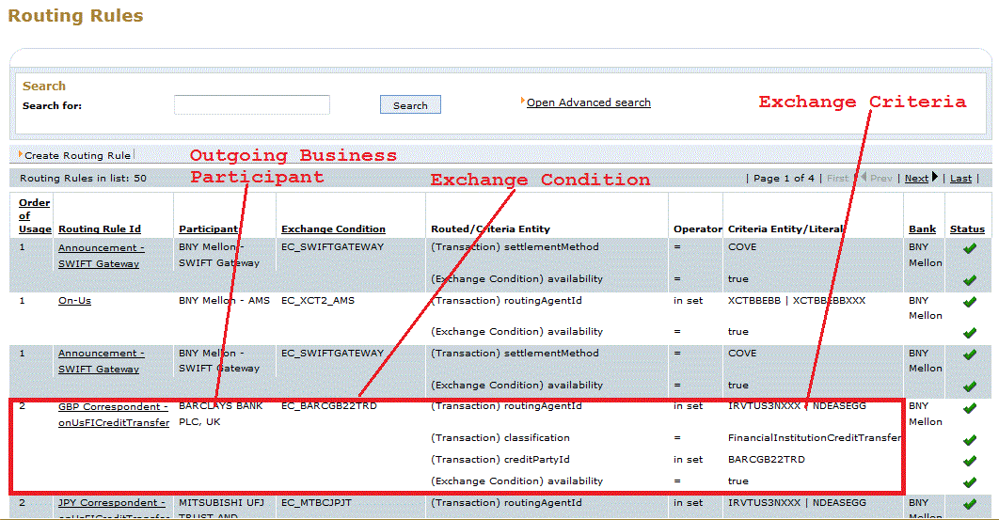 Routing Rules
Search
Search for:
Search
Open Advanced search
Exchange Criteria
Create Routing Rule
Outgoing Business
Participant
Exchange Condition
Routing Rules in list: 50
| Page 1 of 4 | First | Prev | Next | Last |
Order of Usage Routing Rule Id Participant Exchange Condition Routed/Criteria Entity Operator Criteria Entity/Literal Bank Status
1 Announcement - BNY Mellon - EC_SWIFTGATEWAY (Transaction) settlementMethod = COVE BNY
SWIFT Gateway SWIFT Gateway Mellon
(Exchange Condition) availability = true
1 On-Us BNY Mellon - AMS EC_XCT2_AMS (Transaction) routingAgentId in set XCTBBEBB | XCTBBEBBXXX BNY
Mellon
(Exchange Condition) availability = true
1 Announcement - BNY Mellon - EC_SWIFTGATEWAY (Transaction) settlementMethod = COVE BNY
SWIFT Gateway SWIFT Gateway Mellon
(Exchange Condition) availability = true
2 GBP Correspondent - BARCLAYS BANK EC_BARCGB22TRD (Transaction) routingAgentId in set IRVTUS3NXXX | NDEASEGG BNY
onUsFICreditTransfer PLC, UK Mellon
(Transaction) classification = FinancialInstitutionCreditTransfer
(Transaction) creditPartyId in set BARCGB22TRD
(Exchange Condition) availability = true
2 JPY Correspondent - MITSUBISHI UFJ EC_MTBCJPJT (Transaction) routingAgentId in set IRVTUS3NXXX | NDEASEGG BNY
onUsFICreditTransfer TRUST AND Mellon